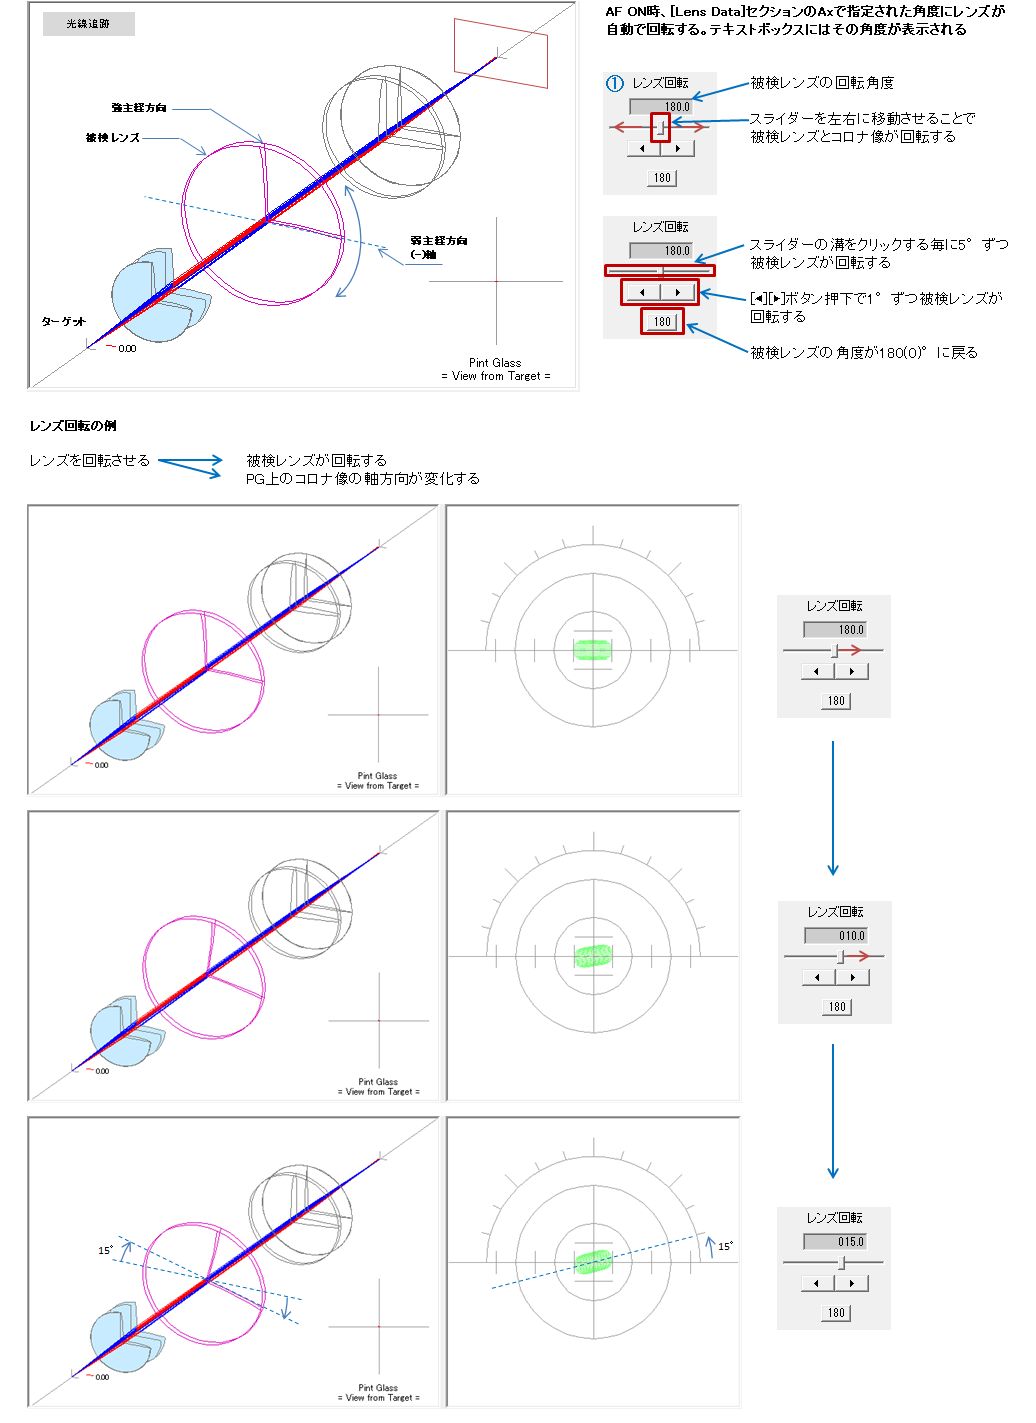 光線追跡
強主経方向
被検レンズ
弱主経方向
(-)軸
ターゲット
0.00
Pint Glass
= View from Target =
AF ON時、[Lens Data]セクションのAxで指定された角度にレンズが
自動で回転する。テキストボックスにはその角度が表示される
① レンズ回転
180.0
180
被検レンズの回転角度
スライダーを左右に移動させることで
被検レンズとコロナ像が回転する
レンズ回転
180.0
180
スライダーの溝をクリックする毎に5°ずつ
被検レンズが回転する
[◂][▸]ボタン押下で1°ずつ被検レンズが
回転する
被検レンズの角度が180(0)°に戻る
レンズ回転の例
レンズを回転させる
被検レンズが回転する
PG上のコロナ像の軸方向が変化する
0.00
Pint Glass
= View from Target =
レンズ回転
180.0
180
0.00
Pint Glass
= View from Target =
レンズ回転
010.0
180
15°
0.00
Pint Glass
= View from Target =
15°
レンズ回転
015.0
180